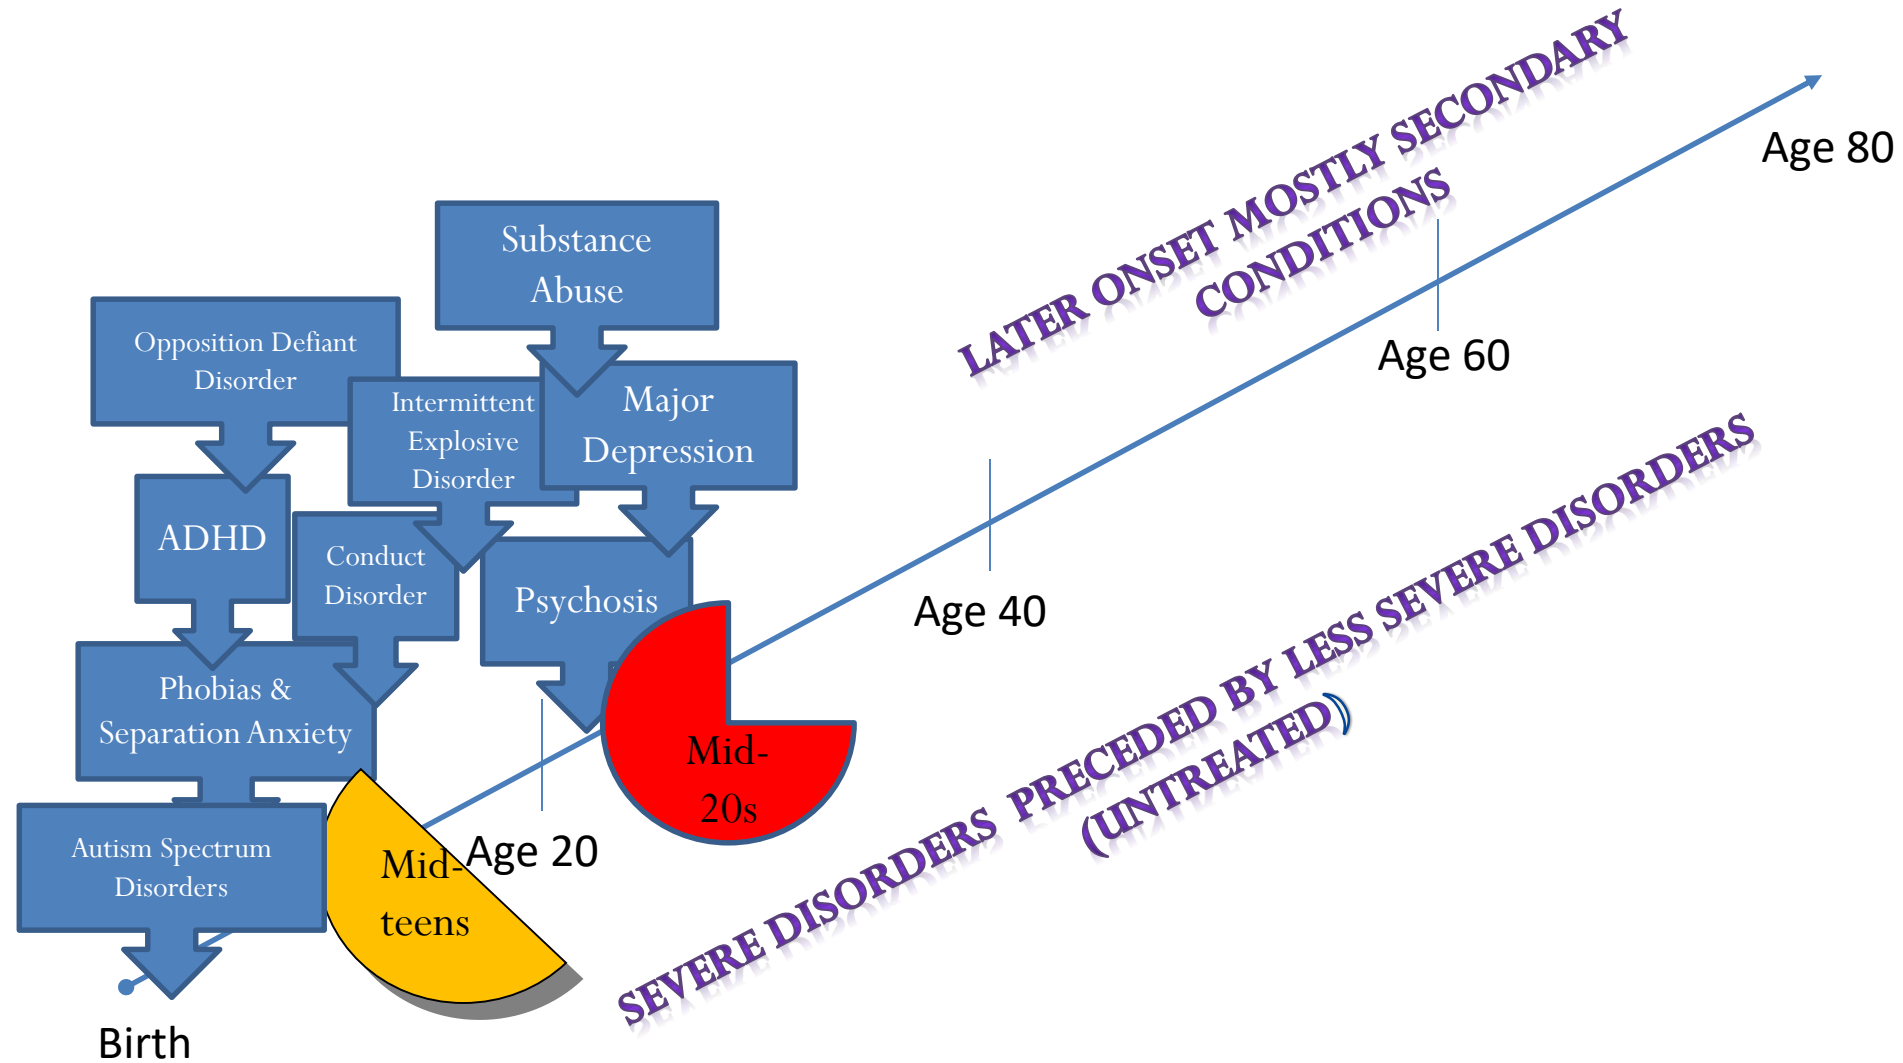 LATER ONSET MOSTLY SECONDARY
CONDITIONS
Age 80
Substance
Abuse
Opposition Defiant
Disorder
Age 60
Intermittent
Explosive
Disorder
Major
Depression
ADHD
Conduct
Disorder
Psychosis
Age 40
Phobias &
Separation Anxiety
SEVERE DISORDERS PRECEDED BY LESS SEVERE DISORDERS
(UNTREATED)
Mid-
20s
Age 20
Autism Spectrum
Disorders
Mid-
teens
Birth